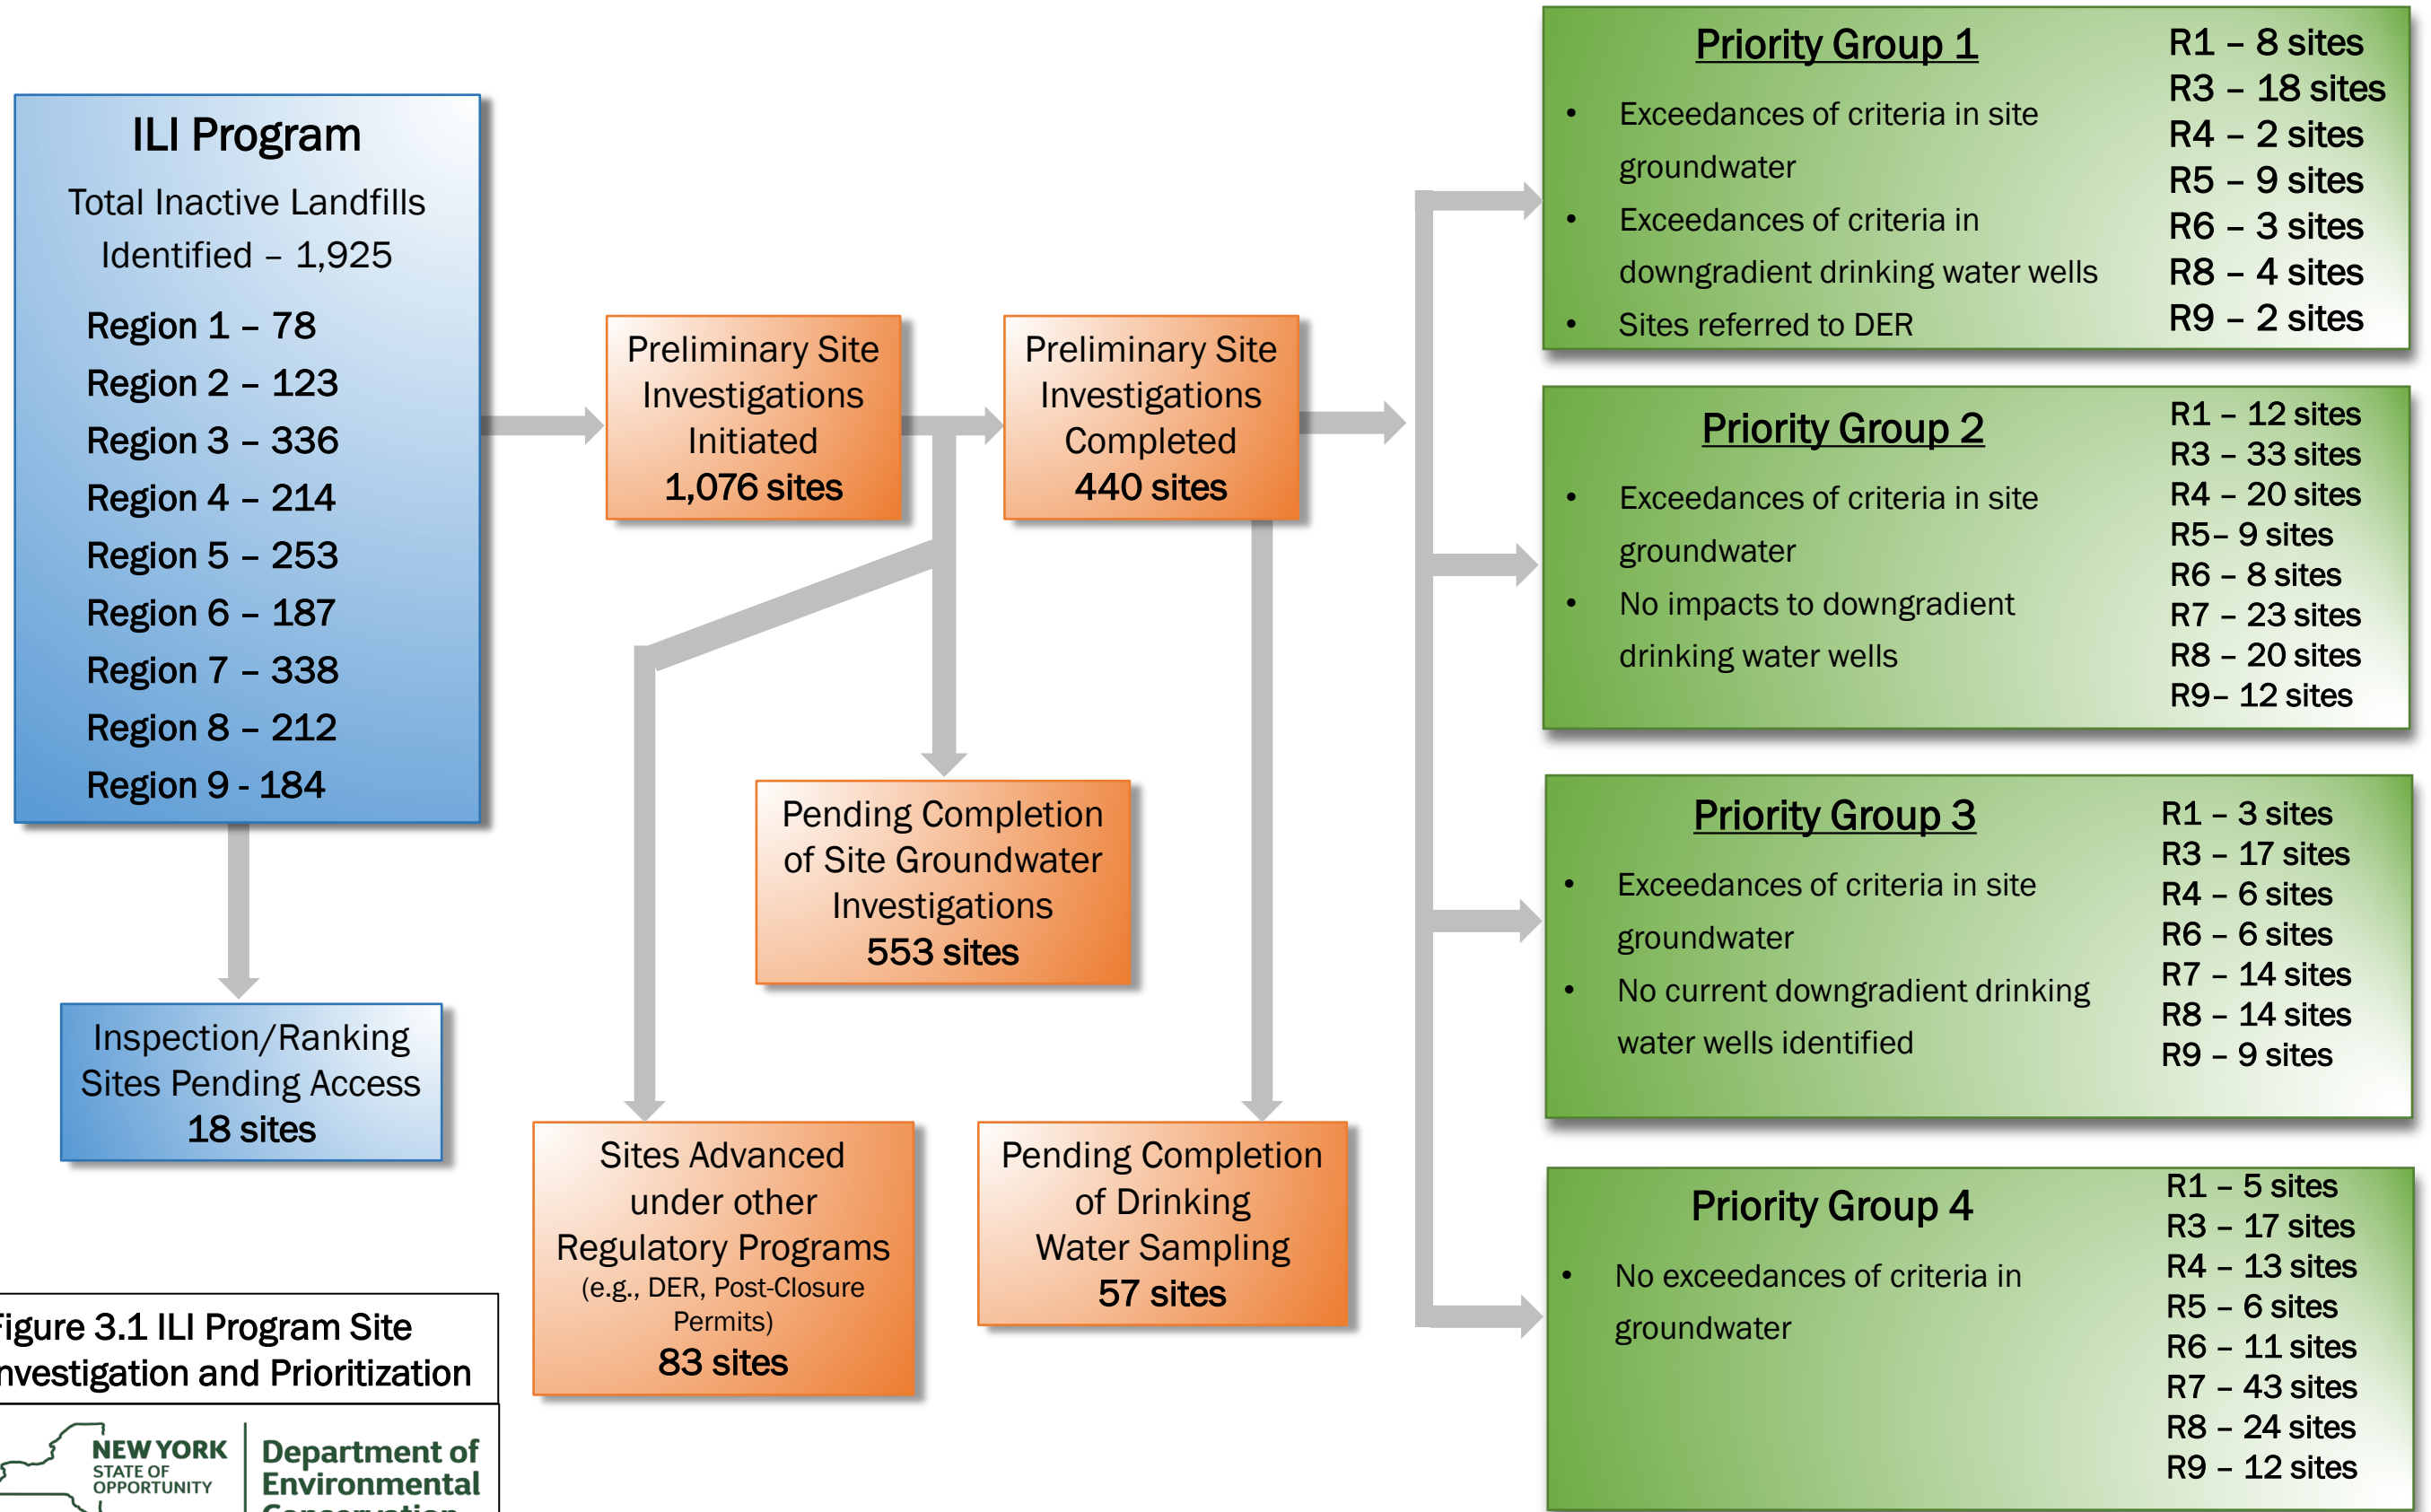 ILI Program
Total Inactive Landfills
Identified – 1,925
Region 1 – 78
Region 2 – 123
Region 3 – 336
Region 4 – 214
Region 5 – 253
Region 6 – 187
Region 7 – 338
Region 8 – 212
Region 9 - 184
Inspection/Ranking
Sites Pending Access
18 sites
Preliminary Site
Investigations
Initiated
1,076 sites
Preliminary Site
Investigations
Completed
440 sites
Pending Completion
of Site Groundwater
Investigations
553 sites
Sites Advanced
under other
Regulatory Programs
(e.g., DER, Post-Closure
Permits)
83 sites
Pending Completion
of Drinking
Water Sampling
57 sites
Priority Group 1
• Exceedances of criteria in site
groundwater
• Exceedances of criteria in
downgradient drinking water wells
• Sites referred to DER
R1 – 8 sites
R3 – 18 sites
R4 – 2 sites
R5 – 9 sites
R6 – 3 sites
R8 – 4 sites
R9 – 2 sites
Priority Group 2
• Exceedances of criteria in site
groundwater
• No impacts to downgradient
drinking water wells
R1 – 12 sites
R3 – 33 sites
R4 – 20 sites
R5– 9 sites
R6 – 8 sites
R7 – 23 sites
R8 – 20 sites
R9– 12 sites
Priority Group 3
• Exceedances of criteria in site
groundwater
• No current downgradient drinking
water wells identified
R1 – 3 sites
R3 – 17 sites
R4 – 6 sites
R6 – 6 sites
R7 – 14 sites
R8 – 14 sites
R9 – 9 sites
Priority Group 4
• No exceedances of criteria in
groundwater
R1 – 5 sites
R3 – 17 sites
R4 – 13 sites
R5 – 6 sites
R6 – 11 sites
R7 – 43 sites
R8 – 24 sites
R9 – 12 sites
Figure 3.1 ILI Program Site
Investigation and Prioritization
NEW YORK
STATE OF
OPPORTUNITY
Department of
Environmental
Conservation